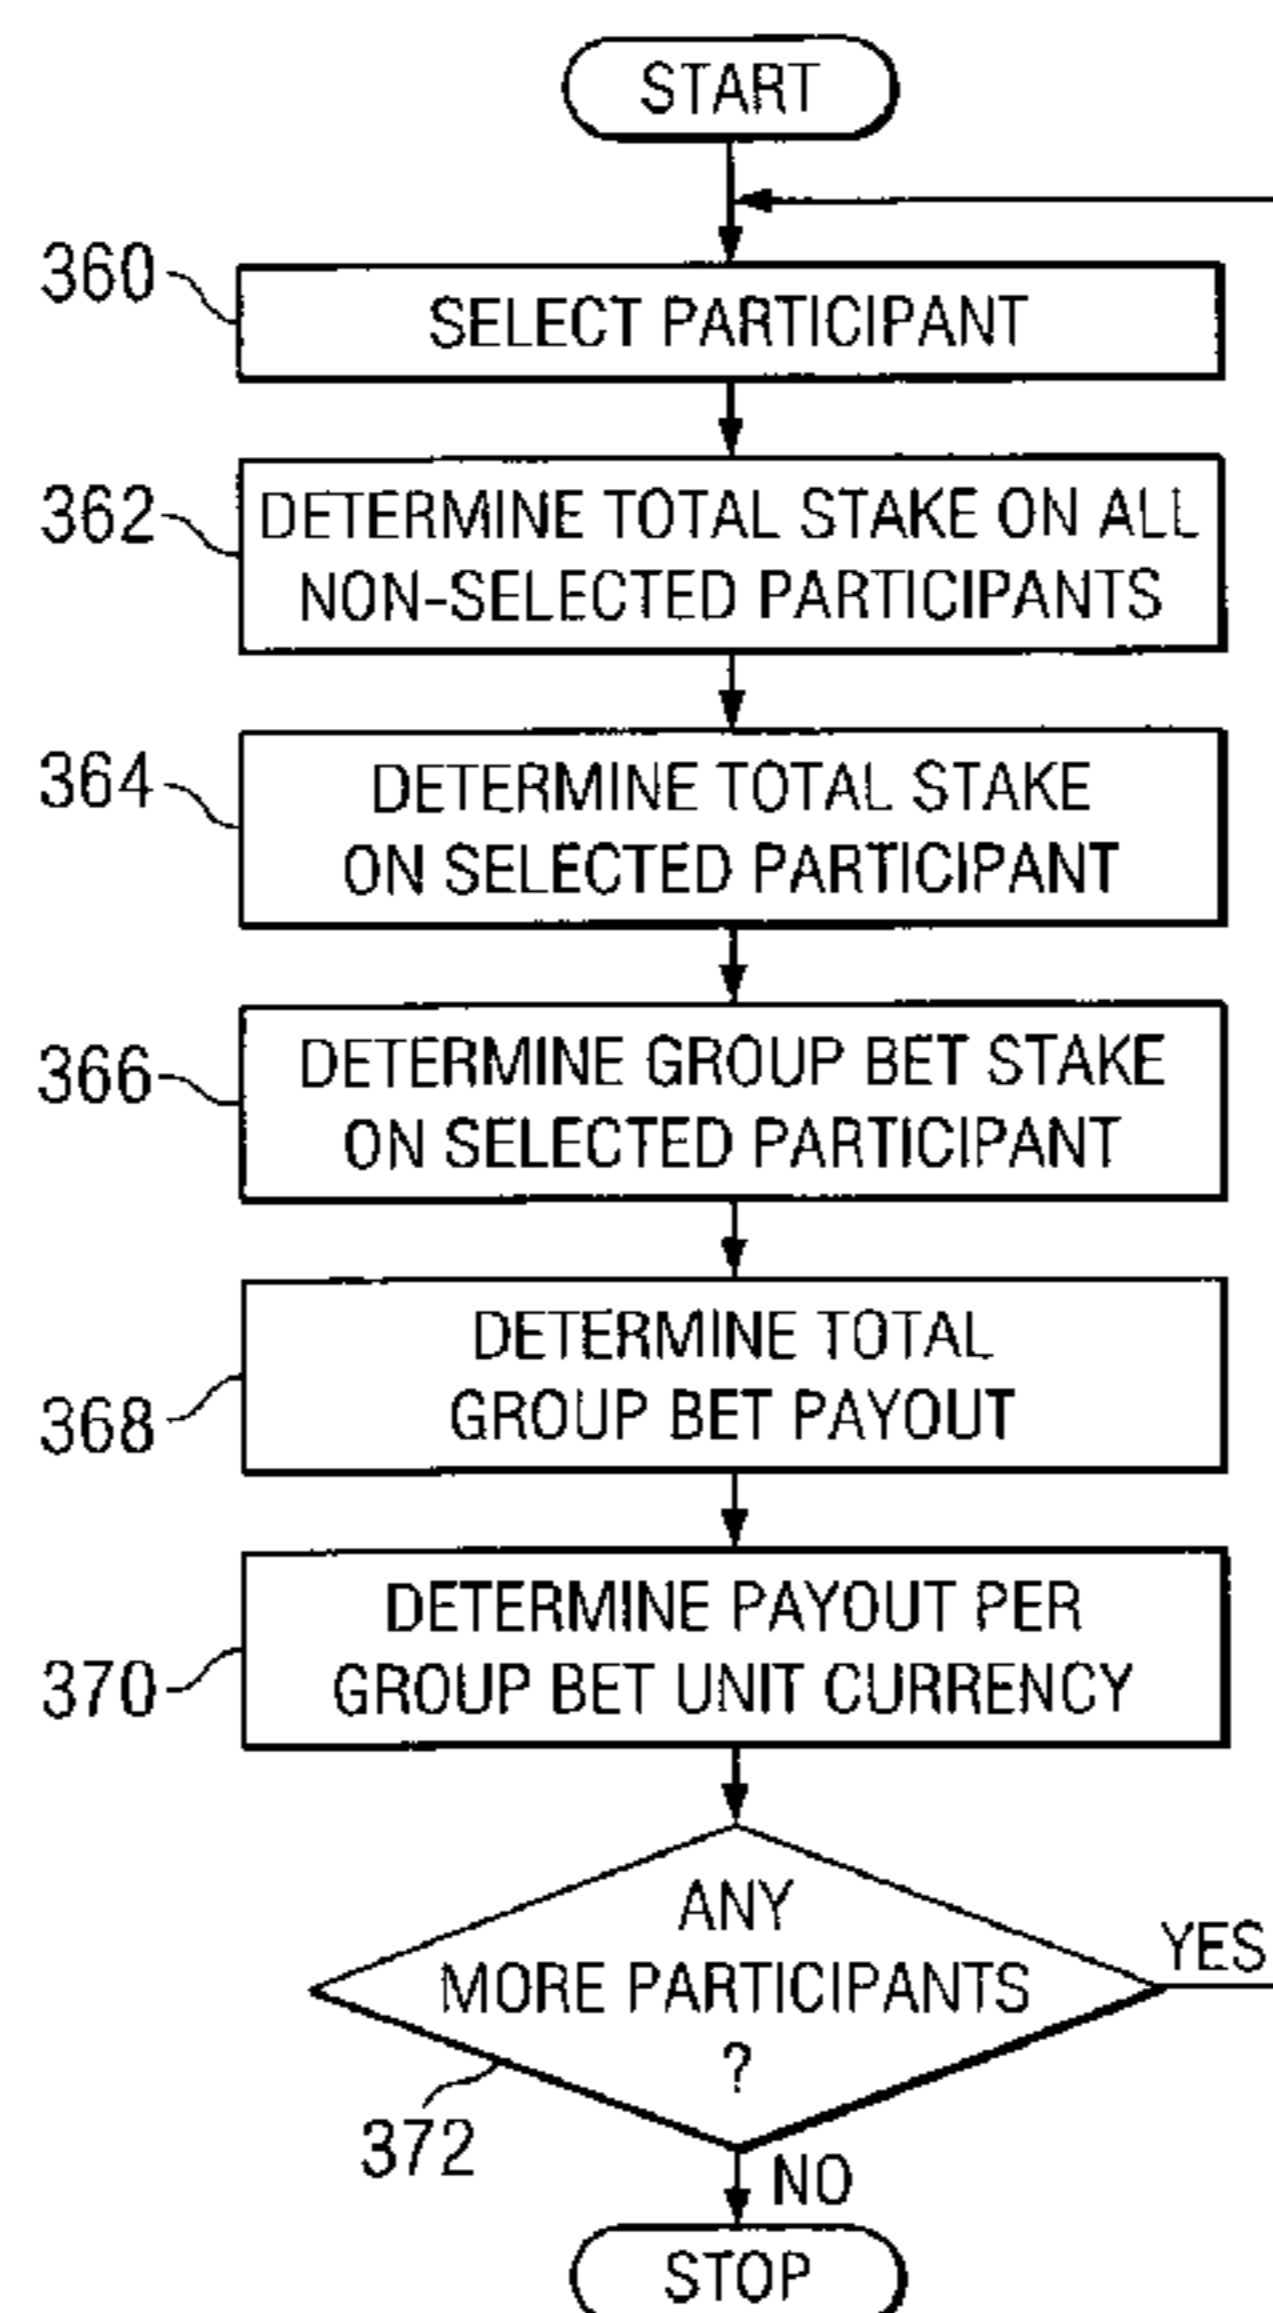 START
360
SELECT PARTICIPANT
362
DETERMINE TOTAL STAKE ON ALL
NON-SELECTED PARTICIPANTS
364
DETERMINE TOTAL STAKE
ON SELECTED PARTICIPANT
366
DETERMINE GROUP BET STAKE
ON SELECTED PARTICIPANT
368
DETERMINE TOTAL
GROUP BET PAYOUT
370
DETERMINE PAYOUT PER
GROUP BET UNIT CURRENCY
ANY
MORE PARTICIPANTS
?
YES
372
NO
STOP